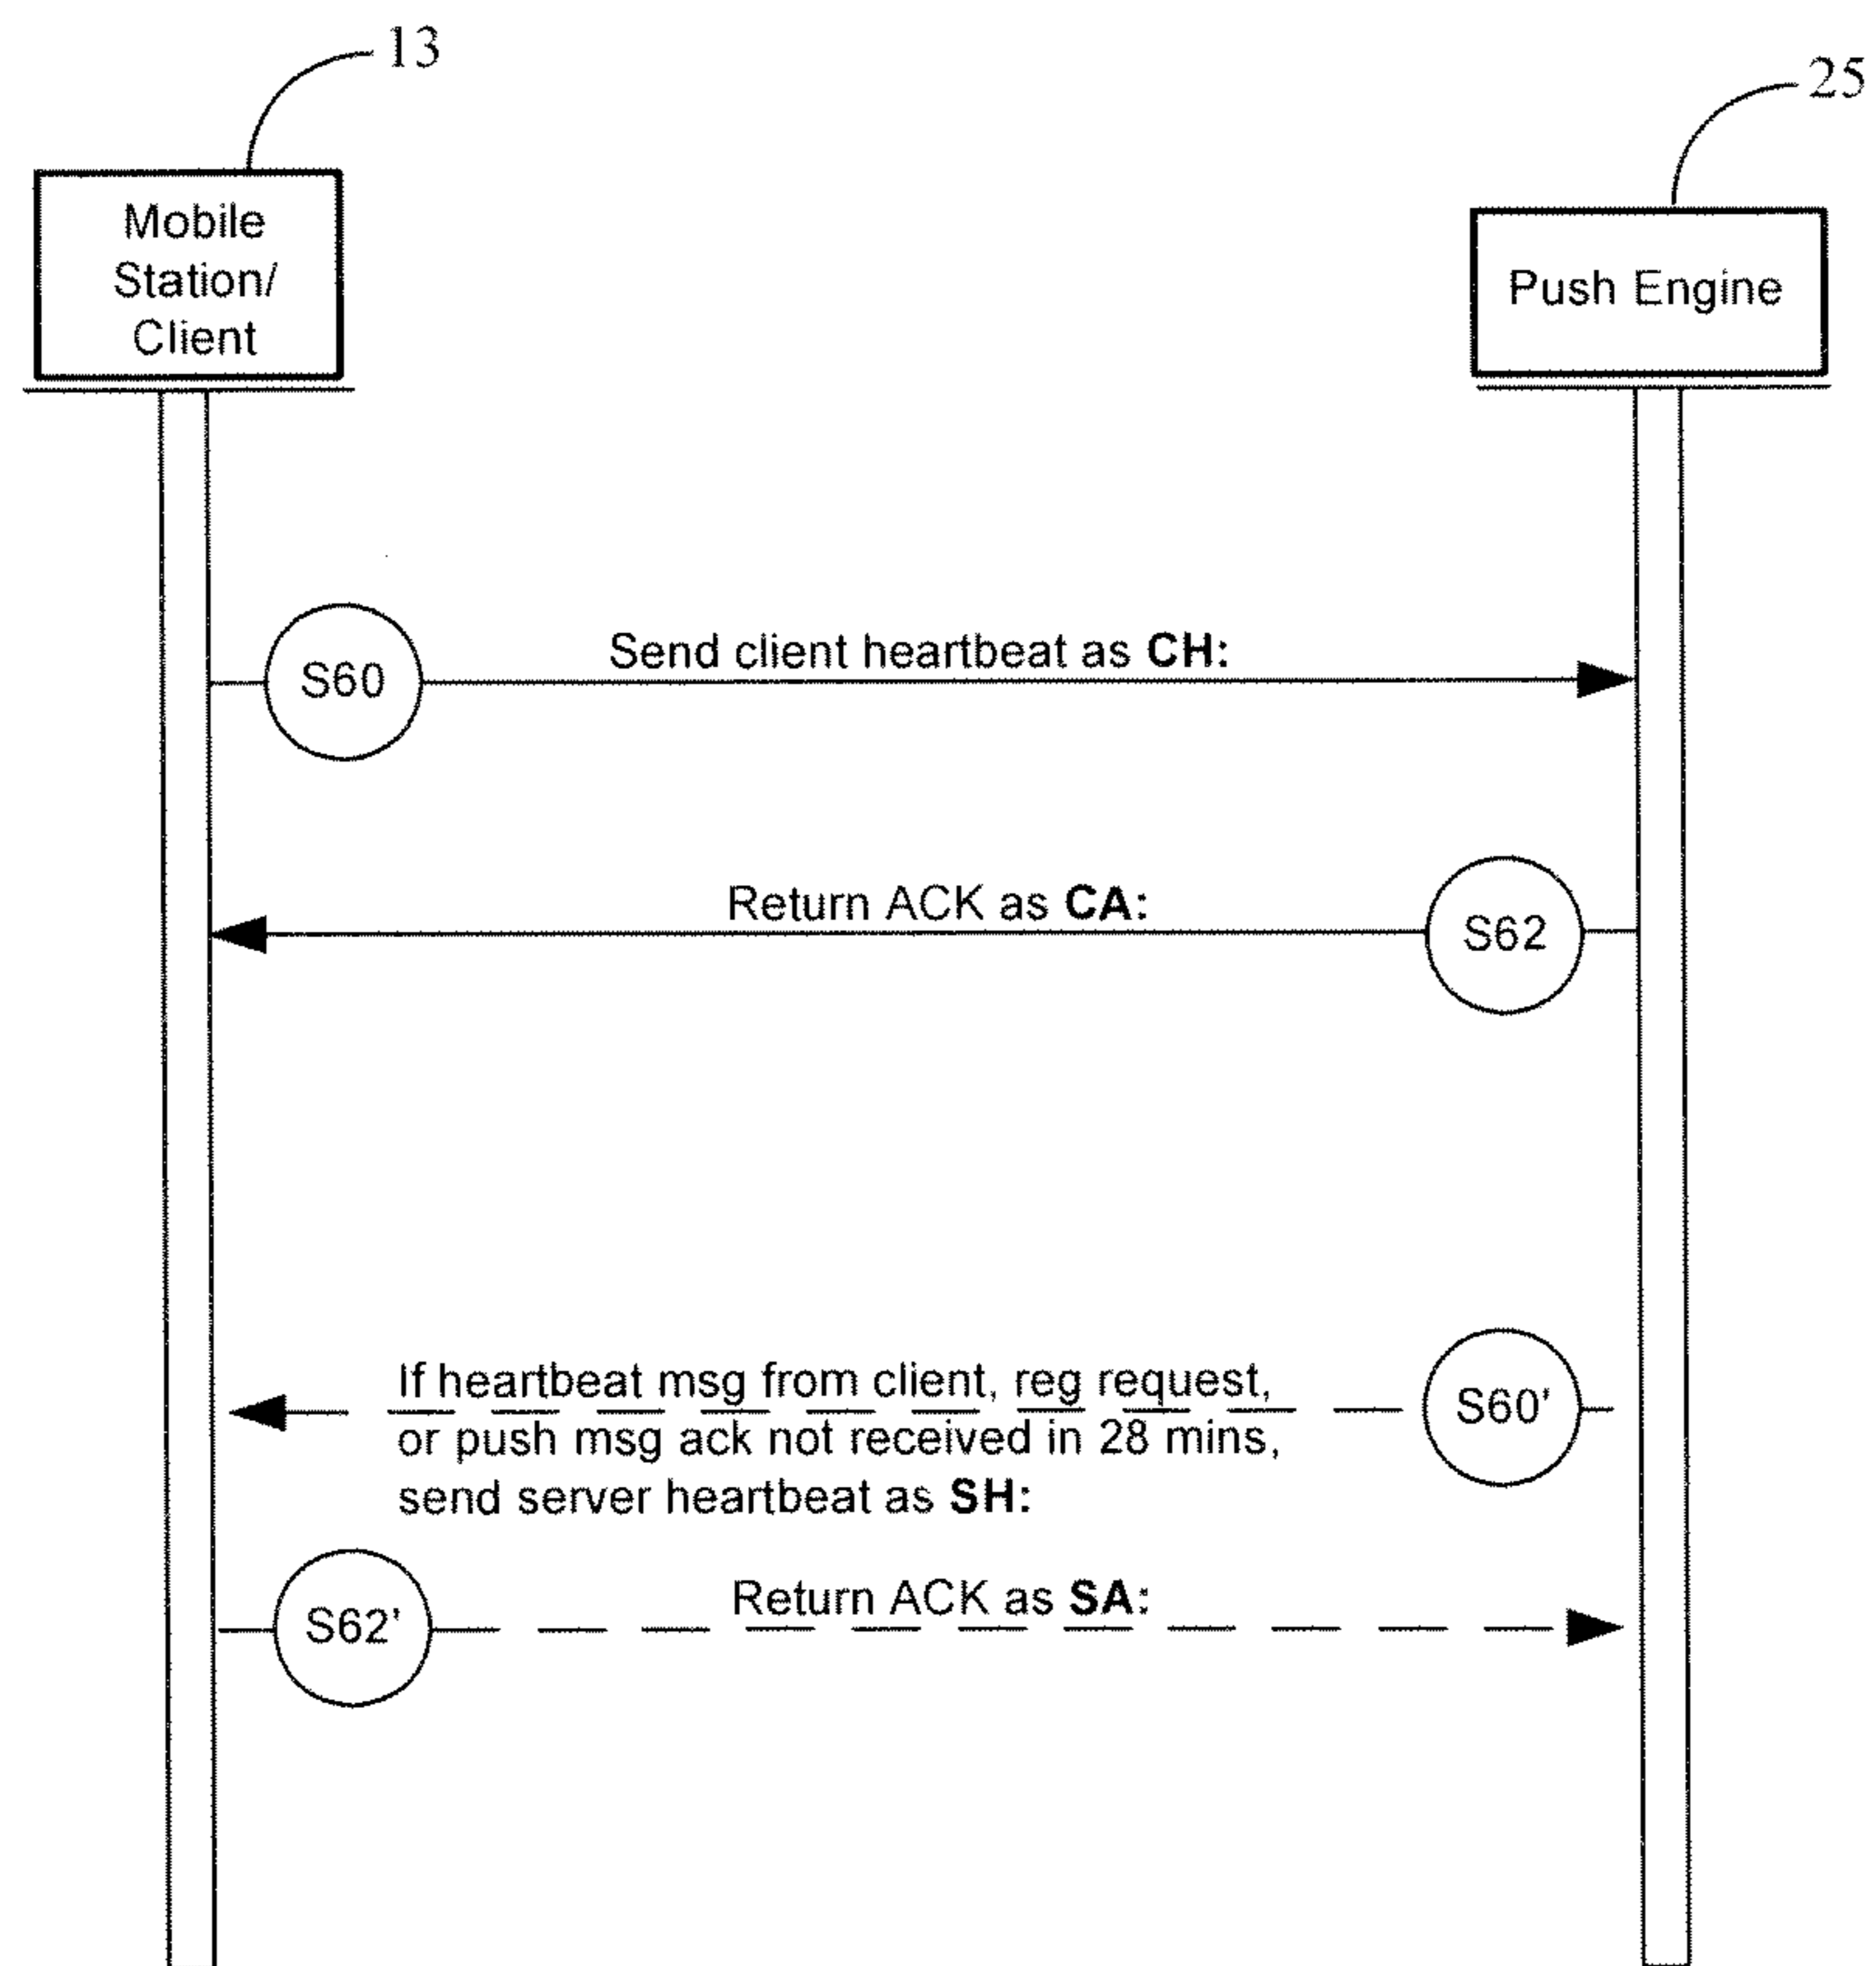 13
25
Mobile
Station/
Client
Push Engine
Send client heartbeat as CH:
S60
Return ACK as CA:
S62
If heartbeat msg from client, reg request,
S60'
or push msg ack not received in 28 mins,
send server heartbeat as SH:
Return ACK as SA:
S62'